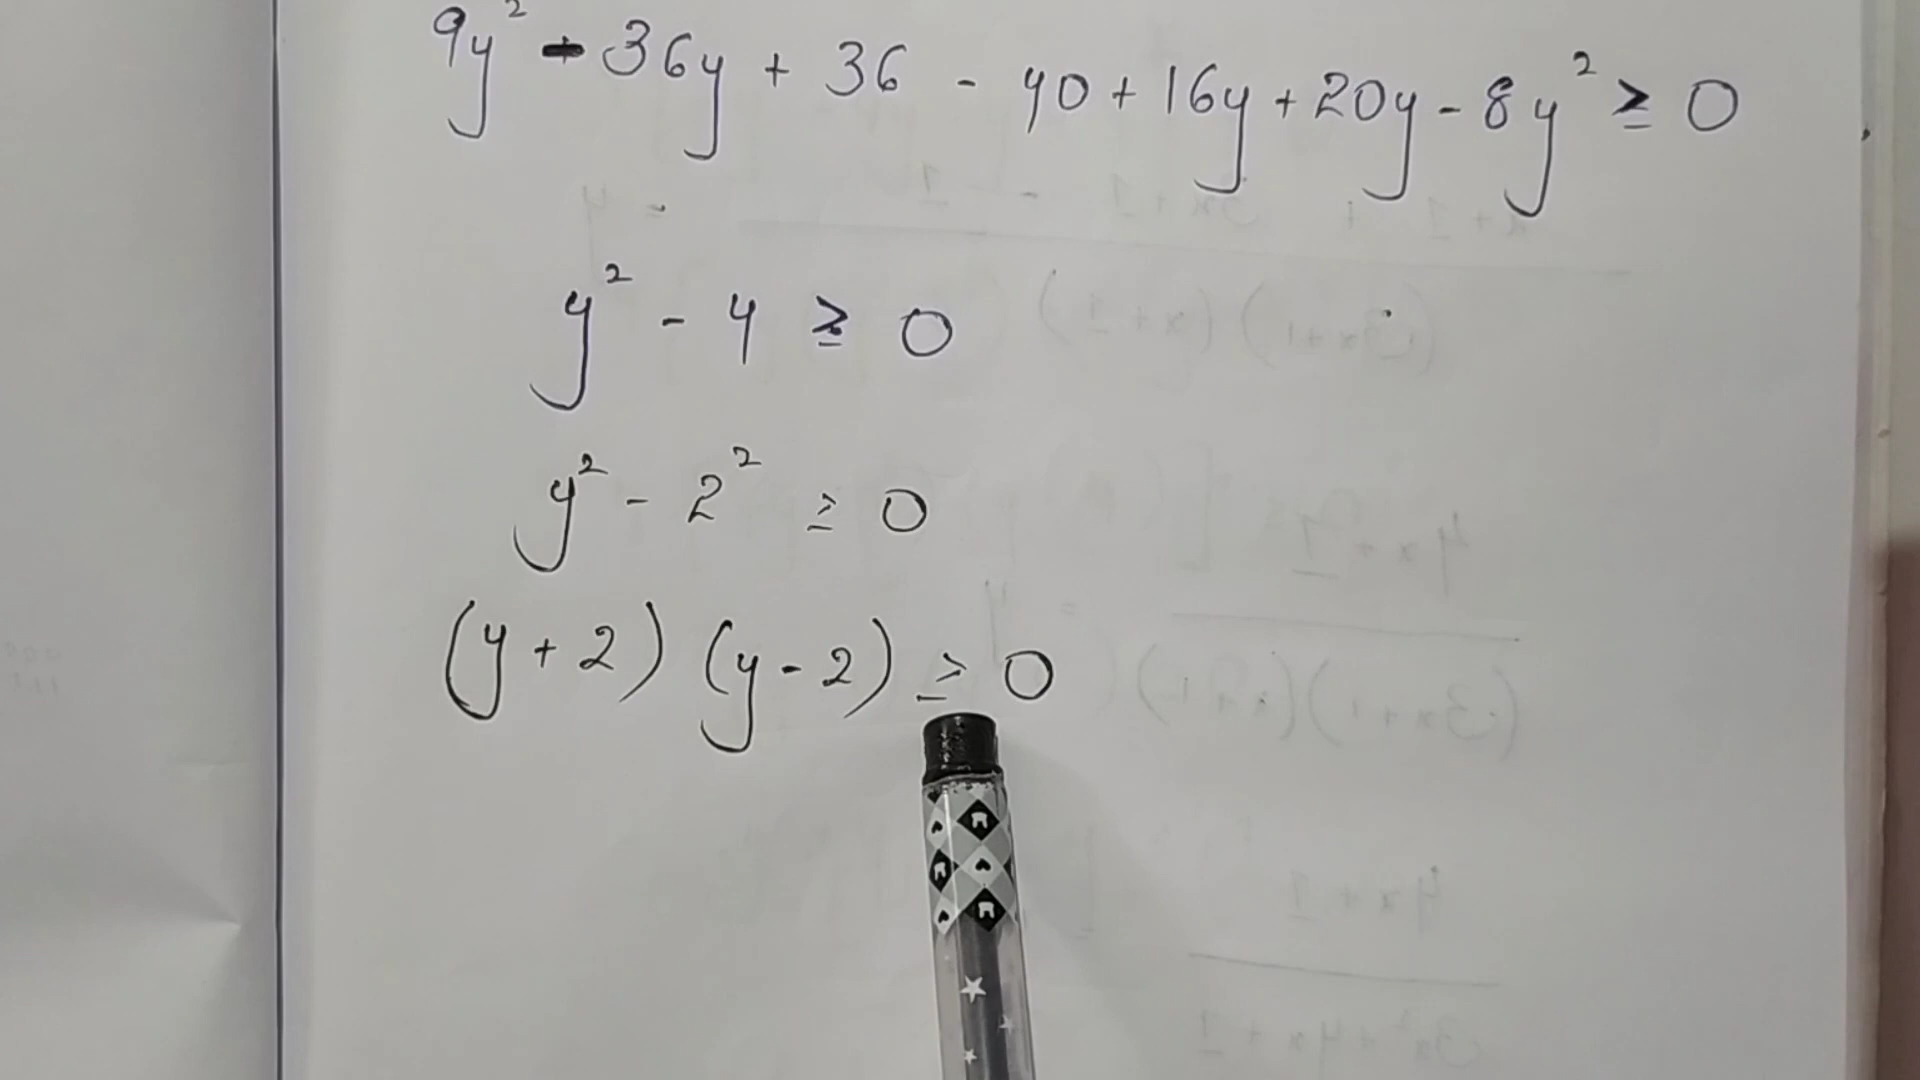 9y² - 36y + 36 - 40 + 16y + 20y - 8y² ≥ 0
y² - 4 ≥ 0
y² - 2² ≥ 0
(y + 2) (y - 2) ≥ 0